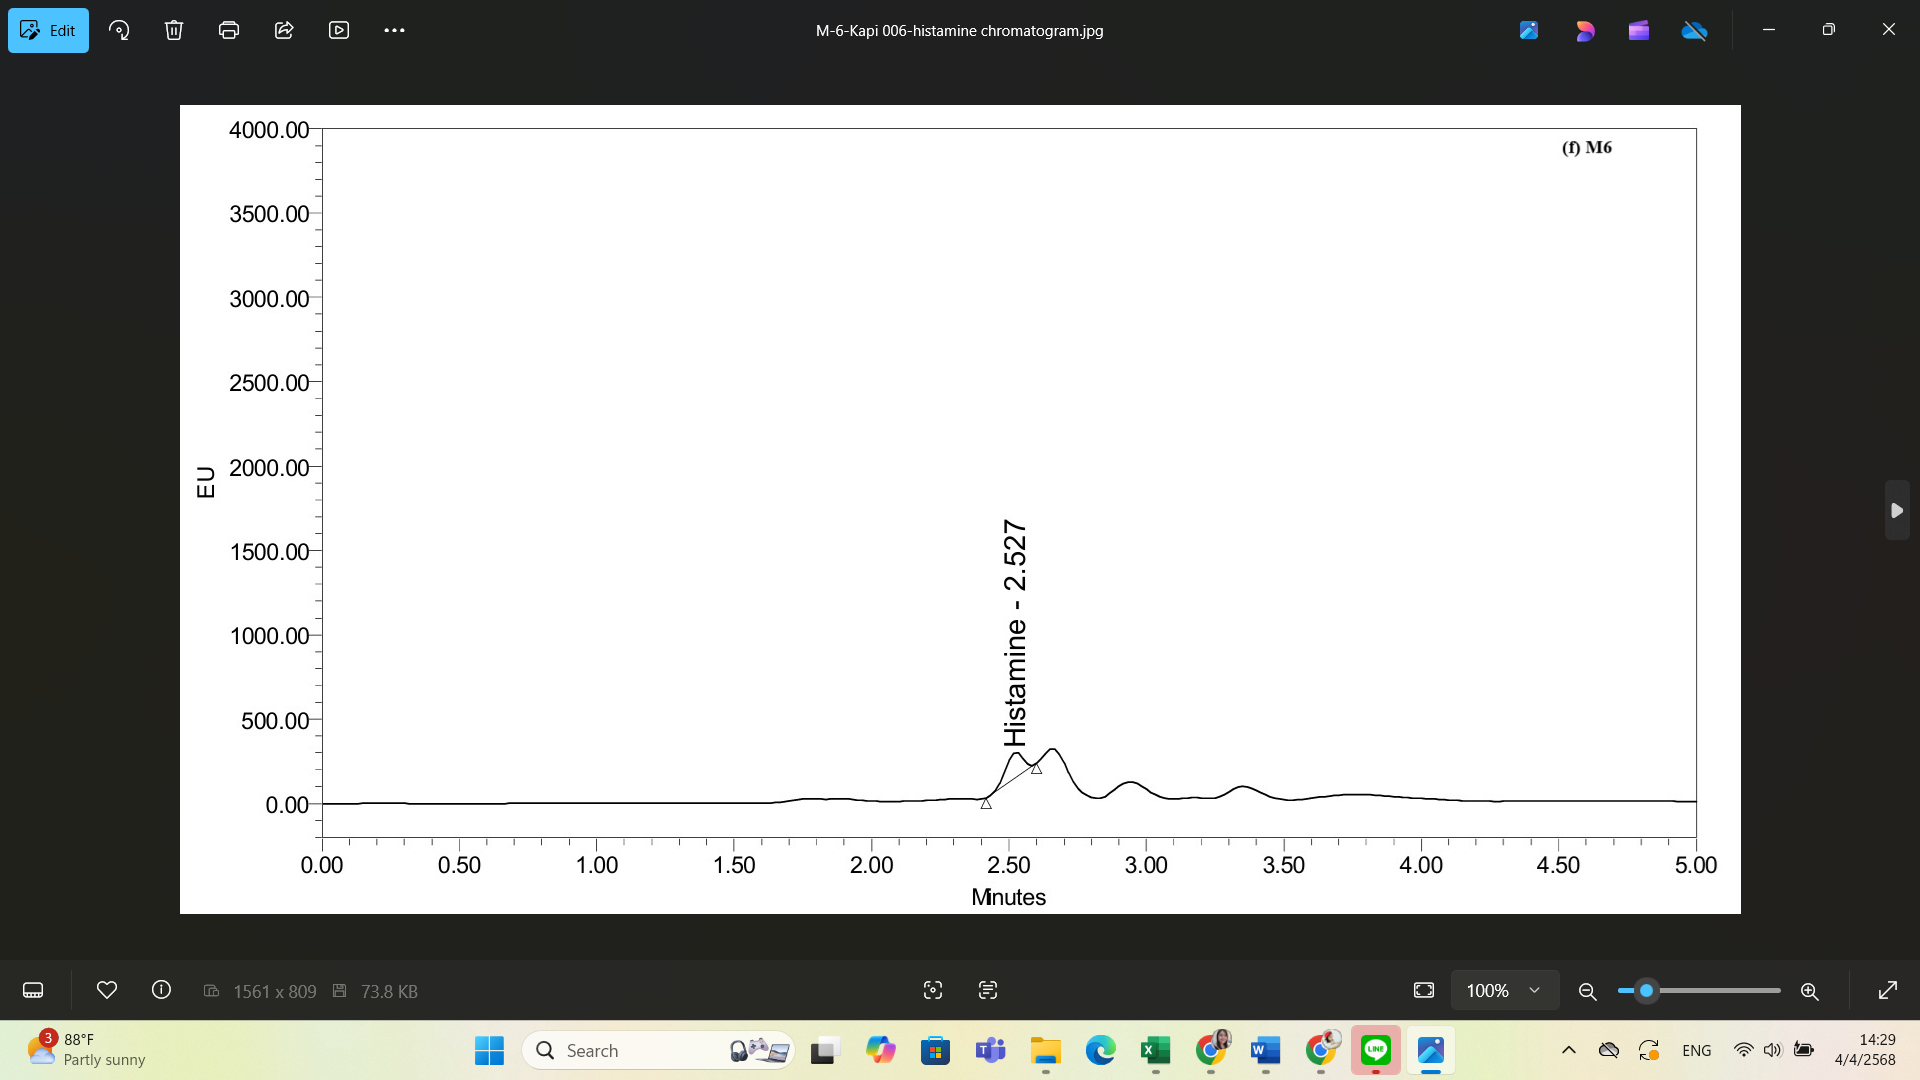 Edit
M-6-Kapi 006-histamine chromatogram.jpg
(f) M6
4000.00
3500.00
3000.00
2500.00
2000.00
1500.00
1000.00
500.00
0.00
EU
Histamine - 2.527
0.00 0.50 1.00 1.50 2.00 2.50 3.00 3.50 4.00 4.50 5.00
Minutes
1561 x 809 73.8 KB
100%
3
88°F
Partly sunny
Search
LINE
ENG
14:29
4/4/2568